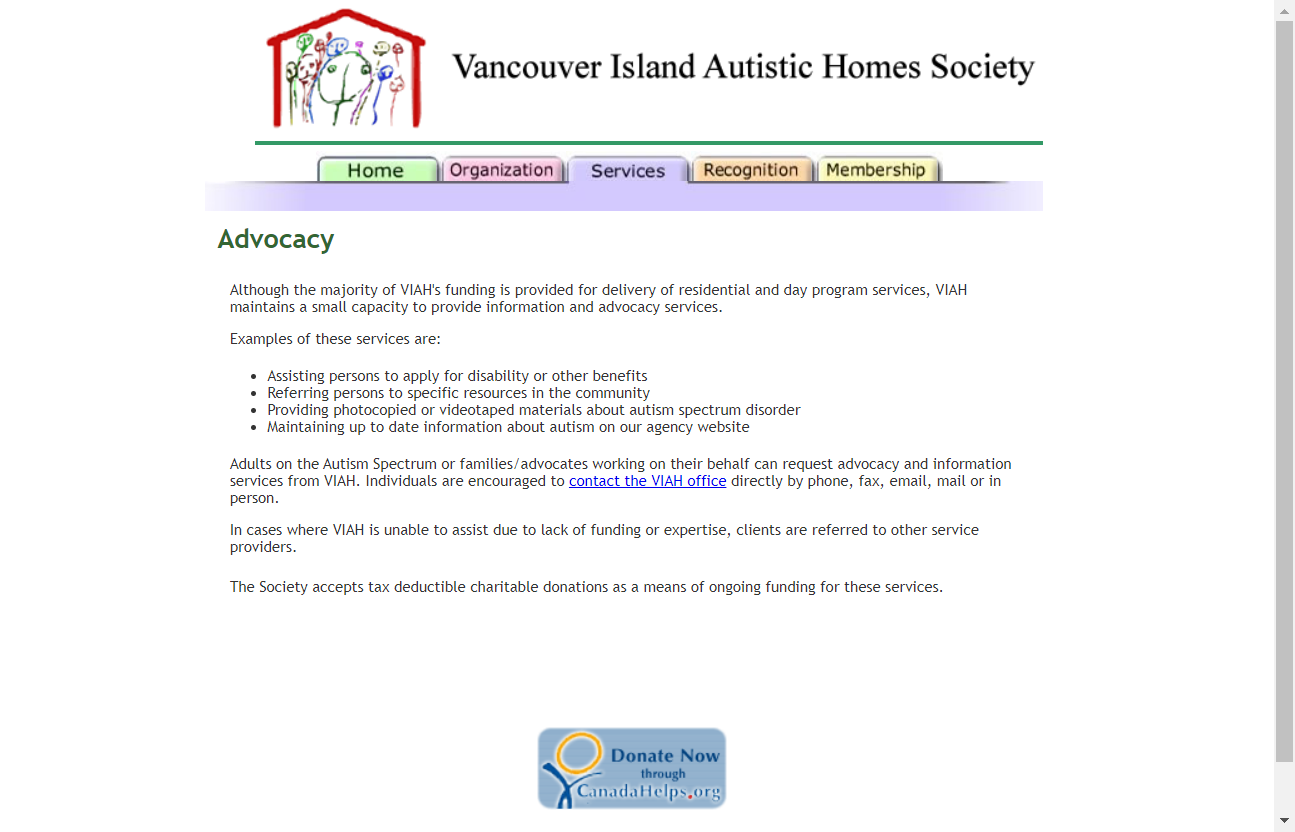 Vancouver Island Autistic Homes Society
Home Organization Services Recognition Membership
Advocacy
Although the majority of VIAH's funding is provided for delivery of residential and day program services, VIAH
maintains a small capacity to provide information and advocacy services.
Examples of these services are:
• Assisting persons to apply for disability or other benefits
• Referring persons to specific resources in the community
• Providing photocopied or videotaped materials about autism spectrum disorder
• Maintaining up to date information about autism on our agency website
Adults on the Autism Spectrum or families/advocates working on their behalf can request advocacy and information
services from VIAH. Individuals are encouraged to contact the VIAH office directly by phone, fax, email, mail or in
person.
In cases where VIAH is unable to assist due to lack of funding or expertise, clients are referred to other service
providers.
The Society accepts tax deductible charitable donations as a means of ongoing funding for these services.
Donate Now
through
CanadaHelps.org